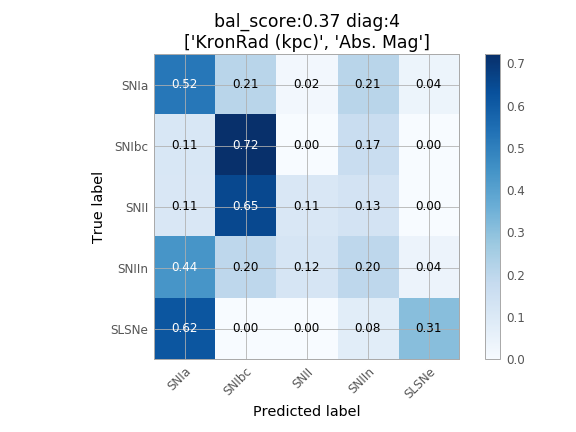 bal_score:0.37 diag:4
['KronRad (kpc)', 'Abs. Mag']
True label
SNIa 0.52 0.21 0.02 0.21 0.04
SNIbc 0.11 0.72 0.00 0.17 0.00
SNII 0.11 0.65 0.11 0.13 0.00
SNIIn 0.44 0.20 0.12 0.20 0.04
SLSNe 0.62 0.00 0.00 0.08 0.31
SNIa SNIbc SNII SNIIn SLSNe
Predicted label
0.7
0.6
0.5
0.4
0.3
0.2
0.1
0.0